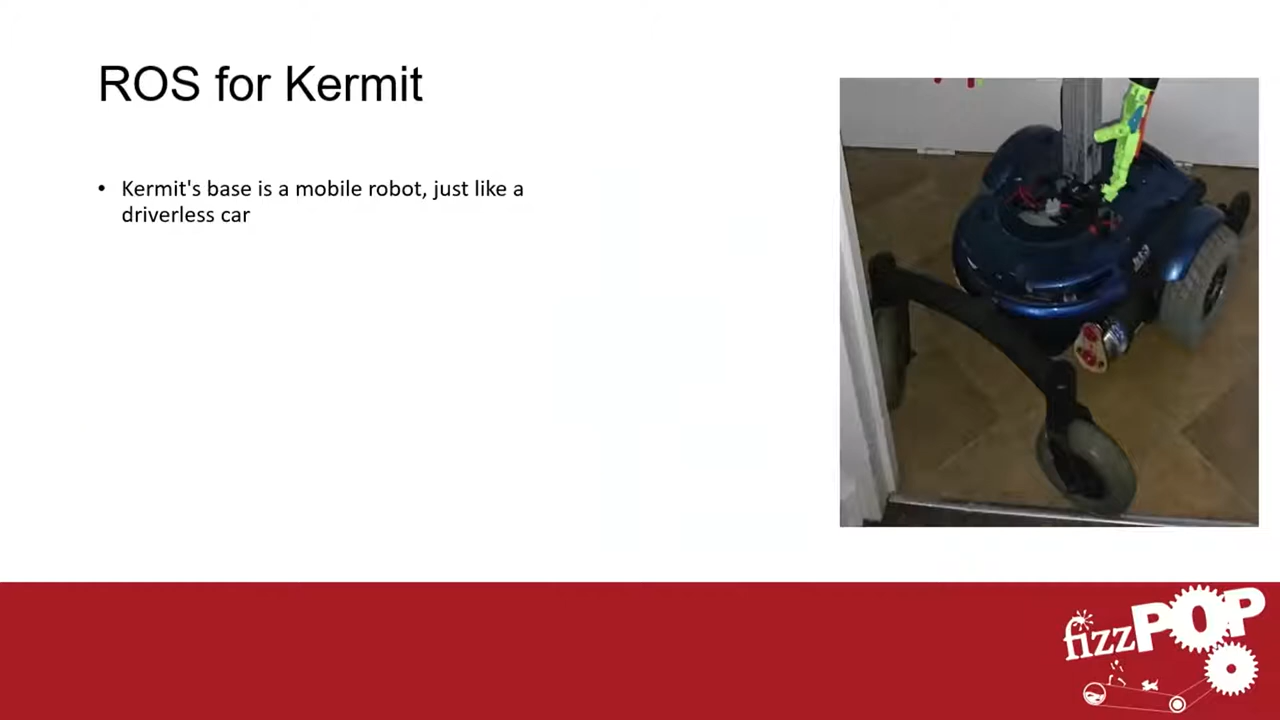 ROS for Kermit
• Kermit's base is a mobile robot, just like a
driverless car
fizzPOP